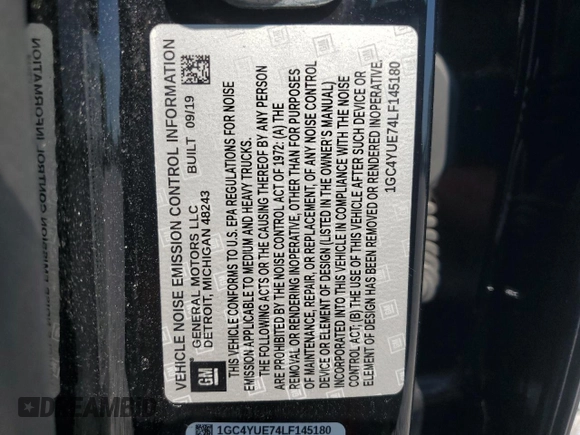 VEHICLE NOISE EMISSION CONTROL INFORMATION
GM
GENERAL MOTORS LLC
DETROIT, MICHIGAN 48243
BUILT 09/19
THIS VEHICLE CONFORMS TO U.S. EPA REGULATIONS FOR NOISE
EMISSION APPLICABLE TO MEDIUM AND HEAVY TRUCKS.
THE FOLLOWING ACTS OR THE CAUSING THEREOF BY ANY PERSON
ARE PROHIBITED BY THE NOISE CONTROL ACT OF 1972: (A) THE
REMOVAL OR RENDERING INOPERATIVE, OTHER THAN FOR PURPOSES
OF MAINTENANCE, REPAIR, OR REPLACEMENT, OF ANY NOISE CONTROL
DEVICE OR ELEMENT OF DESIGN (LISTED IN THE OWNER'S MANUAL)
INCORPORATED INTO THIS VEHICLE IN COMPLIANCE WITH THE NOISE
CONTROL ACT; (B) THE USE OF THIS VEHICLE AFTER SUCH DEVICE OR
ELEMENT OF DESIGN HAS BEEN REMOVED OR RENDERED INOPERATIVE.
1GC4YUE74LF145180
1GC4YUE74LF145180
autobidmaster